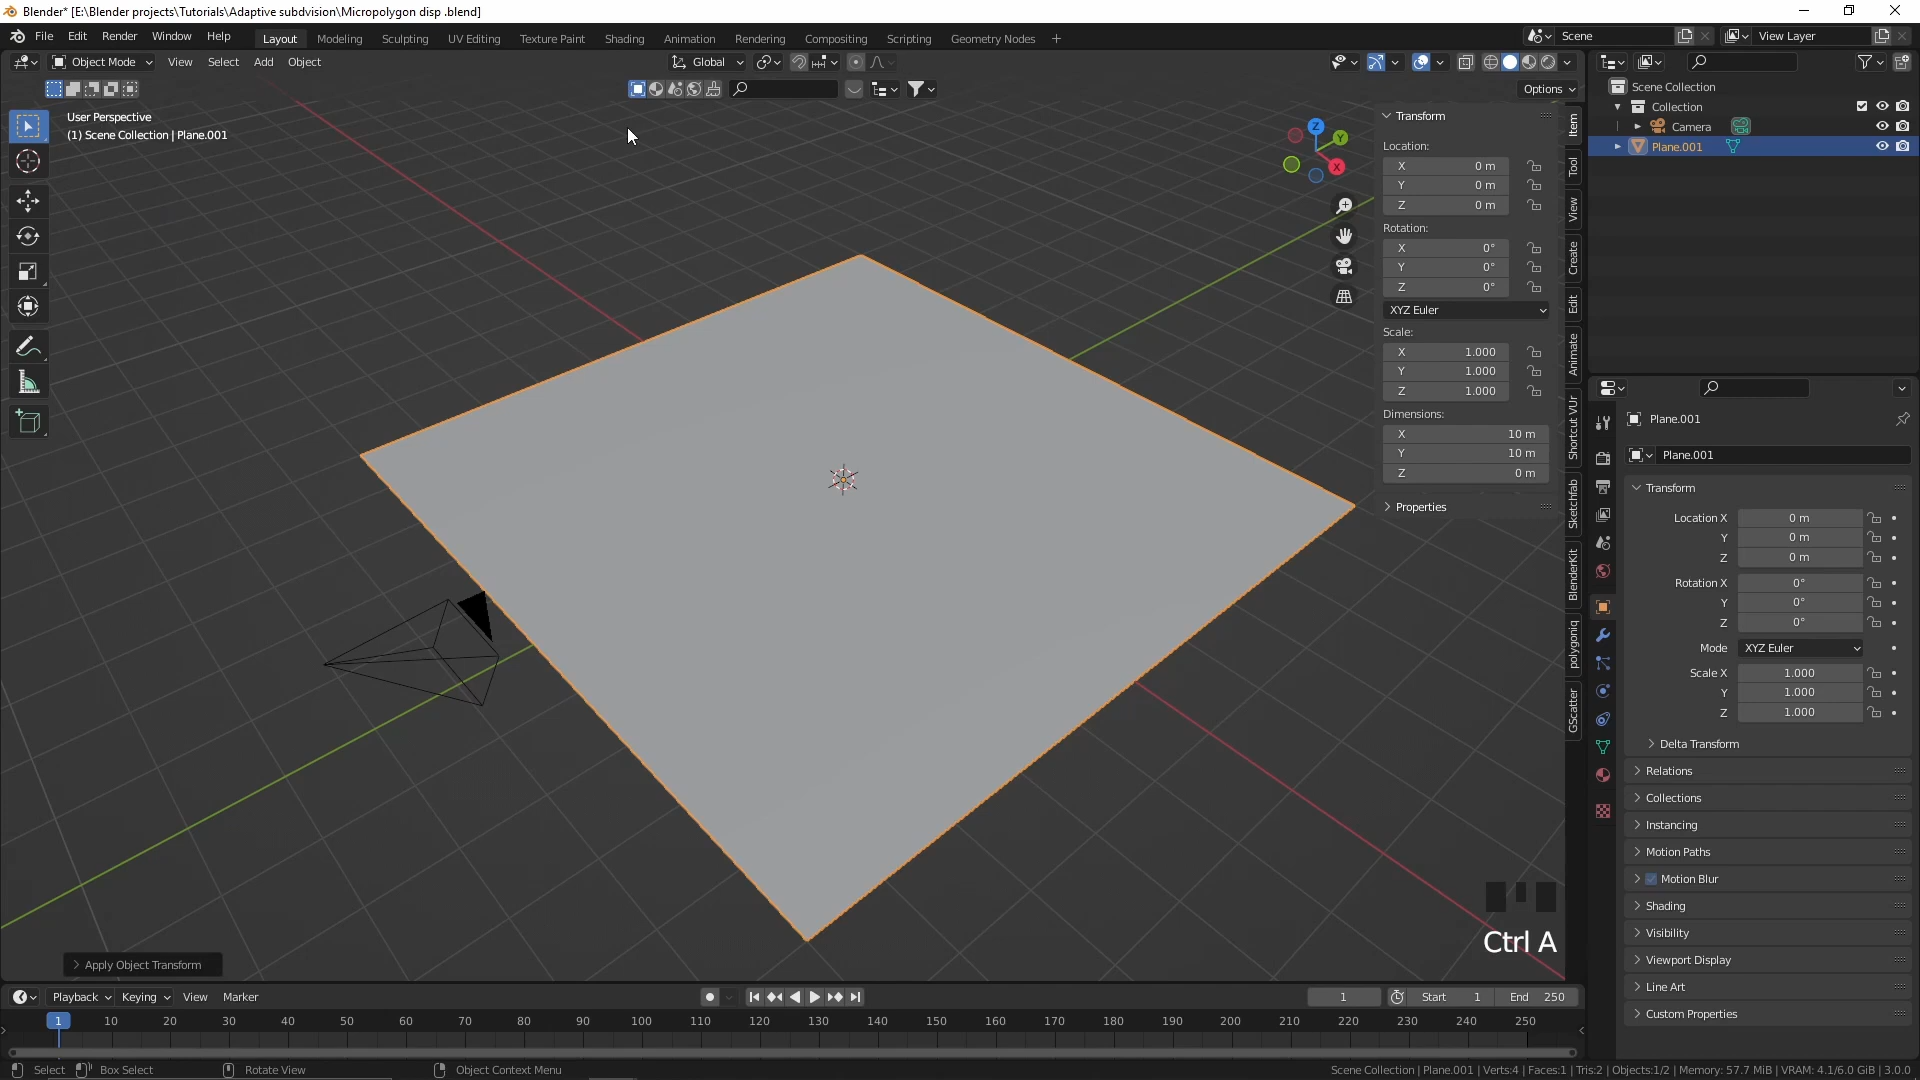 Blender* [E:\Blender projects\Tutorials\Adaptive subdvision\Micropolygon disp .blend]
File Edit Render Window Help Layout Modeling Sculpting UV Editing Texture Paint Shading Animation Rendering Compositing Scripting Geometry Nodes + Scene View Layer
Object Mode View Select Add Object Global
Options
User Perspective
(1) Scene Collection | Plane.001
Z
Y
X
Transform
Location:
X 0 m
Y 0 m
Z 0 m
Rotation:
X 0°
Y 0°
Z 0°
XYZ Euler
Scale:
X 1.000
Y 1.000
Z 1.000
Dimensions:
X 10 m
Y 10 m
Z 0 m
Properties
Item
Tool
View
Create
Edit
Animate
Shortcut VUr
Sketchfab
BlenderKit
polygoniq
GScatter
Scene Collection
Collection
Camera
Plane.001
Plane.001
Plane.001
Transform
Location X 0 m
Y 0 m
Z 0 m
Rotation X 0°
Y 0°
Z 0°
Mode XYZ Euler
Scale X 1.000
Y 1.000
Z 1.000
Delta Transform
Relations
Collections
Instancing
Motion Paths
Motion Blur
Shading
Visibility
Viewport Display
Line Art
Custom Properties
Ctrl A
Apply Object Transform
Playback Keying View Marker 1 Start 1 End 250
1 10 20 30 40 50 60 70 80 90 100 110 120 130 140 150 160 170 180 190 200 210 220 230 240 250
Select Box Select Rotate View Object Context Menu Scene Collection | Plane.001 | Verts:4 | Faces:1 | Tris:2 | Objects:1/2 | Memory: 57.7 MiB | VRAM: 4.1/6.0 GiB | 3.0.0